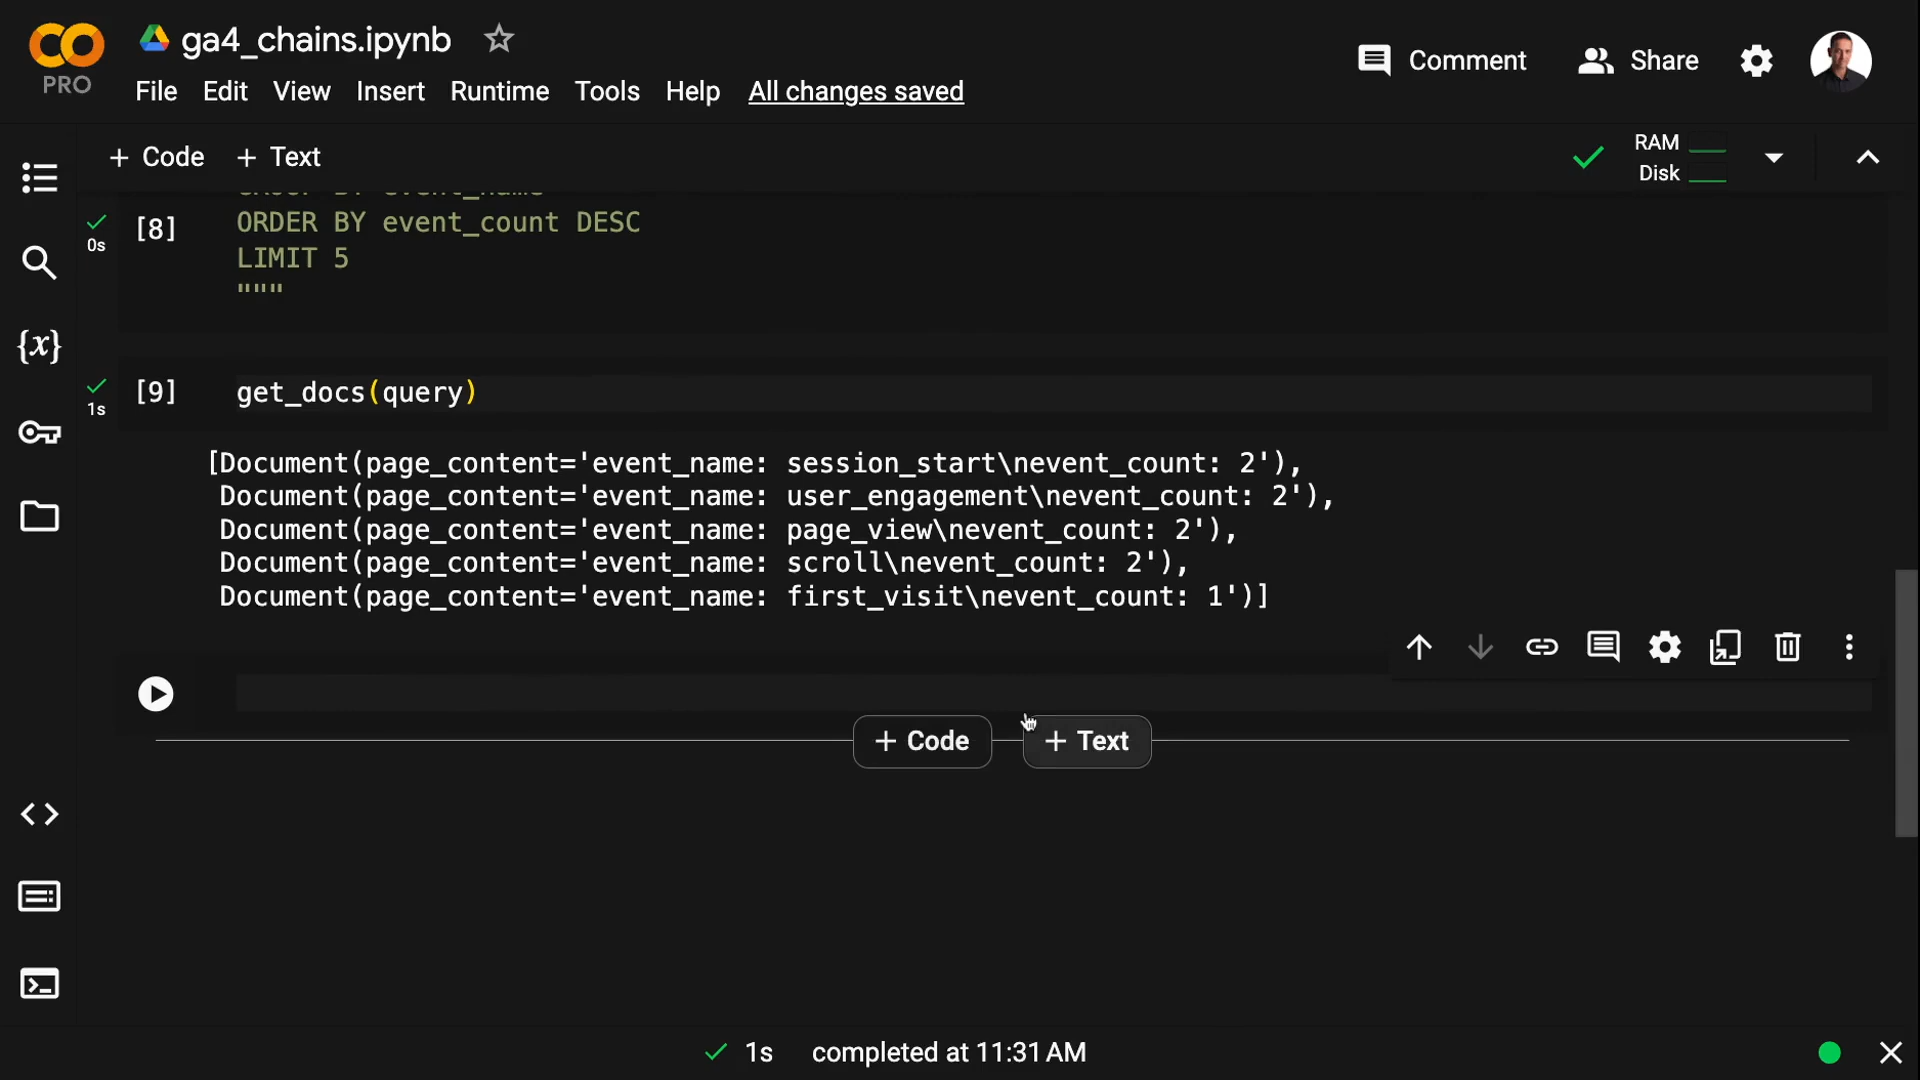 ga4_chains.ipynb
PRO
File Edit View Insert Runtime Tools Help All changes saved
Comment
Share
+ Code + Text
RAM
Disk
GROUP BY event_name
[8] ORDER BY event_count DESC
0s
LIMIT 5
"""
[9] get_docs(query)
1s
[Document(page_content='event_name: session_start\nevent_count: 2'),
Document(page_content='event_name: user_engagement\nevent_count: 2'),
Document(page_content='event_name: page_view\nevent_count: 2'),
Document(page_content='event_name: scroll\nevent_count: 2'),
Document(page_content='event_name: first_visit\nevent_count: 1')]
{x}
+ Code + Text
1s completed at 11:31 AM